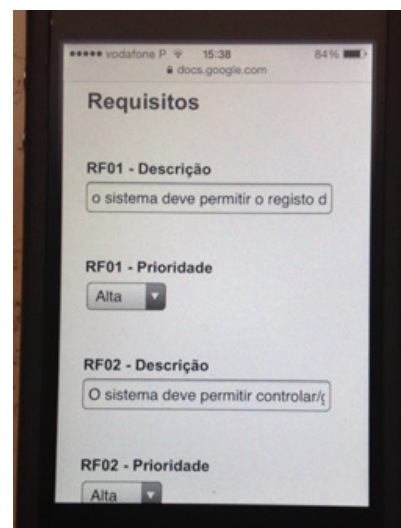 vodafone P 15:38 84%
docs.google.com
Requisitos
RF01 - Descrição
o sistema deve permitir o registo d
RF01 - Prioridade
Alta
RF02 - Descrição
O sistema deve permitir controlar/g
RF02 - Prioridade
Alta